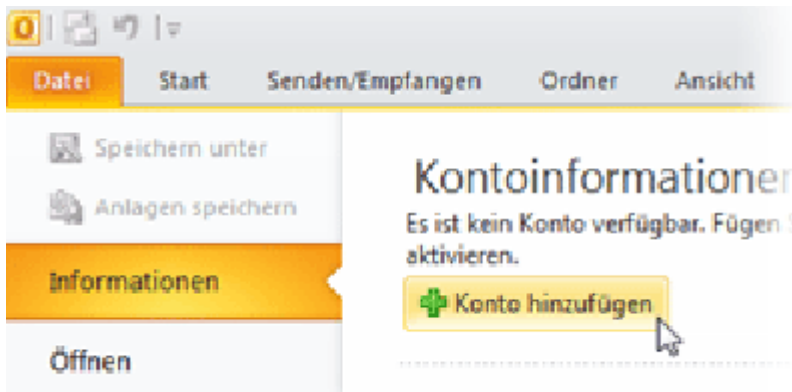 Datei Start Senden/Empfangen Ordner Ansicht
Speichern unter
Anlagen speichern
Kontoinformationen
Es ist kein Konto verfügbar. Fügen
aktivieren.
Informationen
Konto hinzufügen
Öffnen